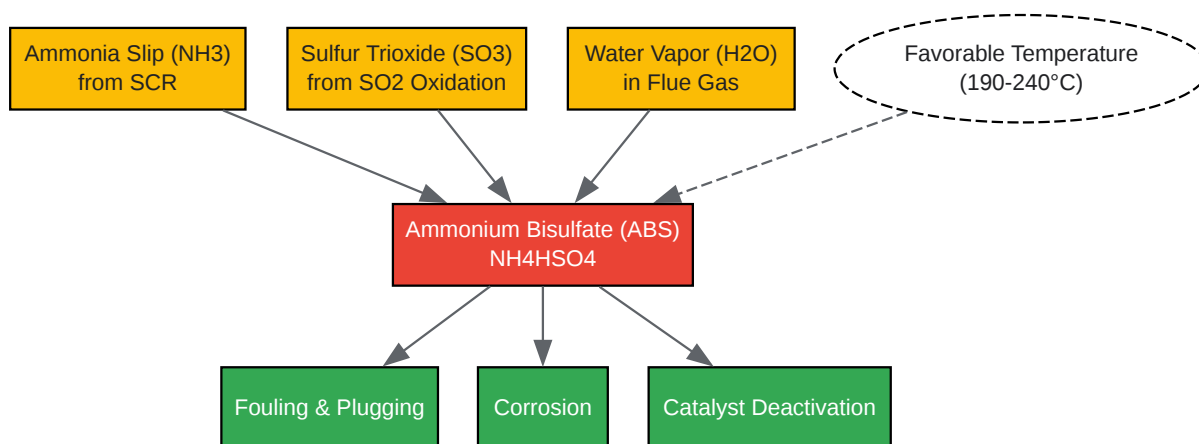 Ammonia Slip (NH3)
from SCR
Sulfur Trioxide (SO3)
from SO2 Oxidation
Water Vapor (H2O)
in Flue Gas
Favorable Temperature
(190-240°C)
Ammonium Bisulfate (ABS)
NH4HSO4
Fouling & Plugging
Corrosion
Catalyst Deactivation